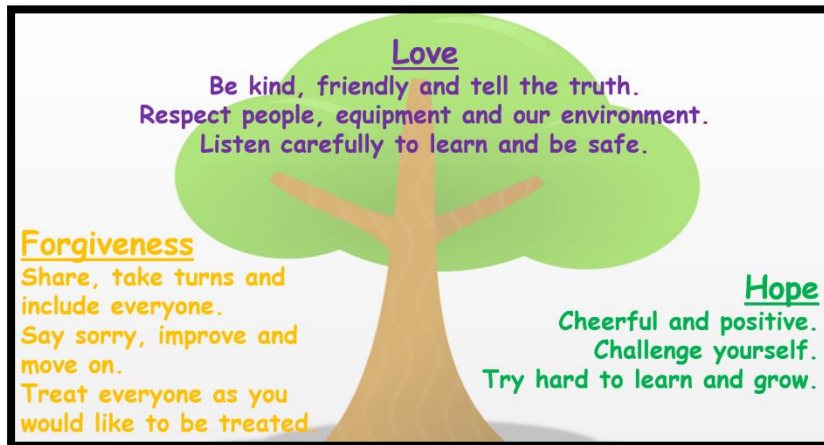 Love
Be kind, friendly and tell the truth.
Respect people, equipment and our environment.
Listen carefully to learn and be safe.
Forgiveness
Share, take turns and
include everyone.
Say sorry, improve and
move on.
Treat everyone as you
would like to be treated.
Hope
Cheerful and positive.
Challenge yourself.
Try hard to learn and grow.